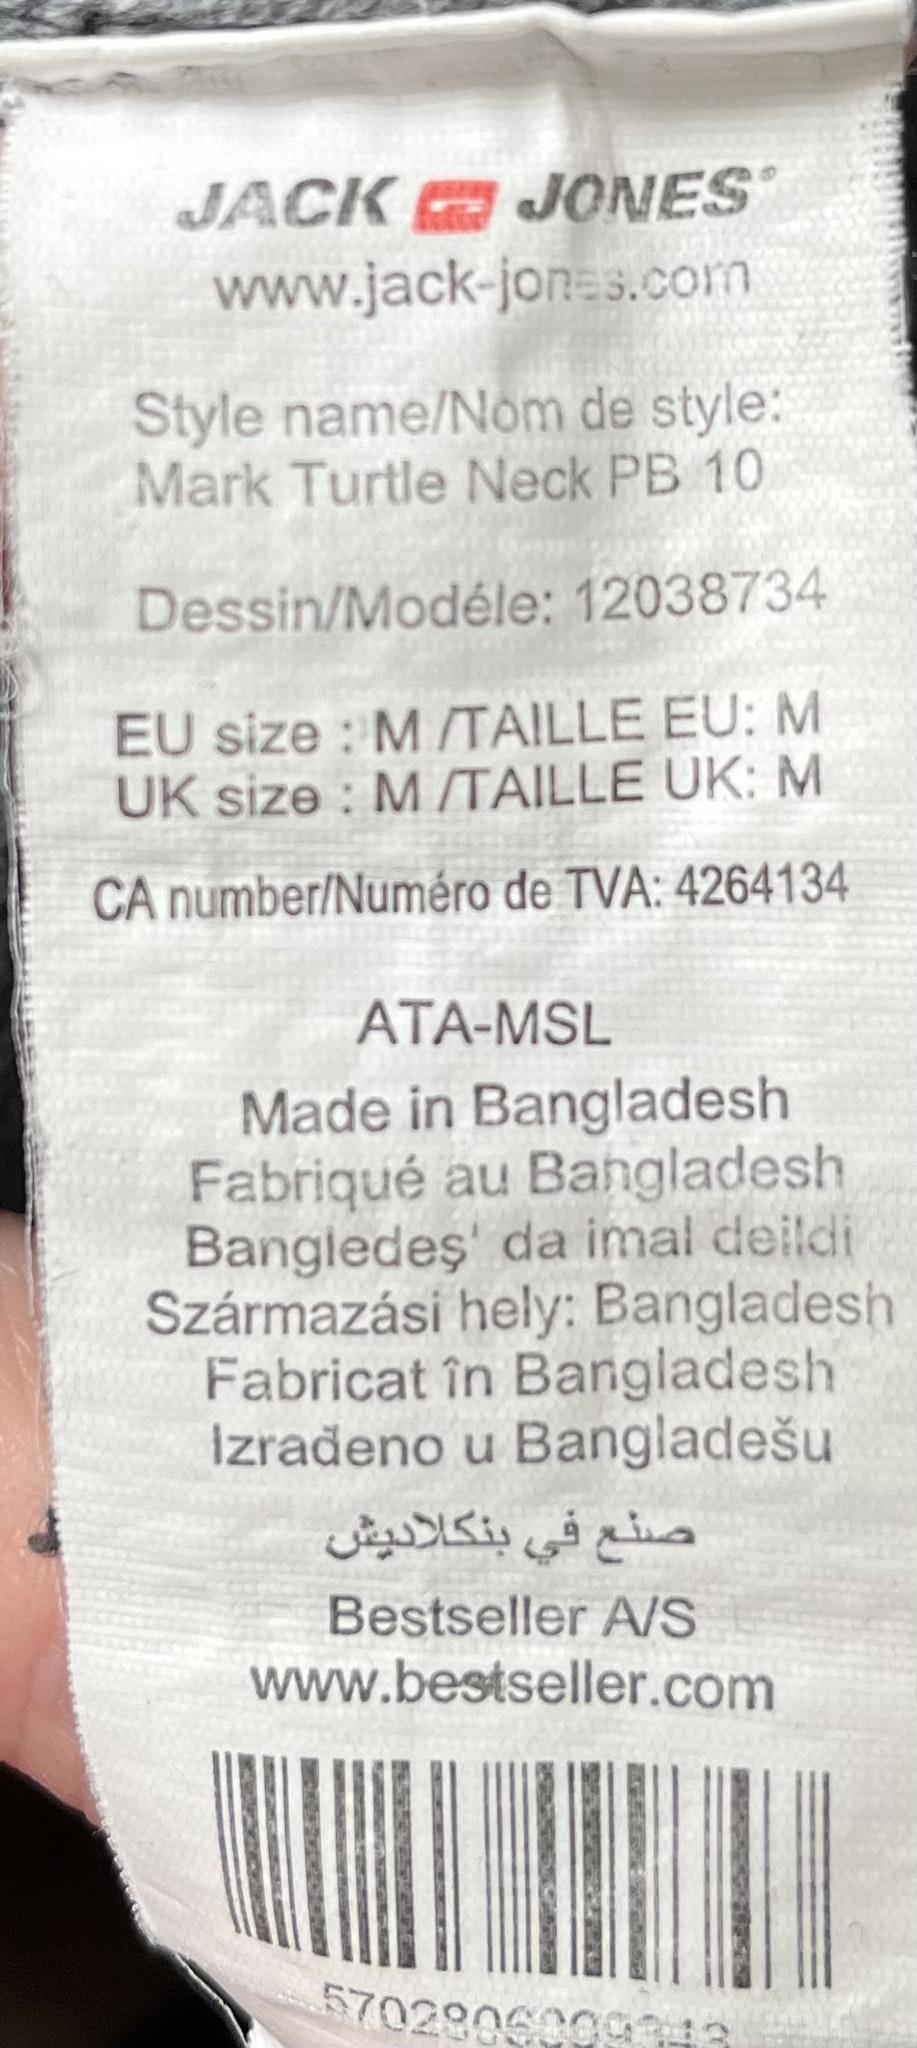 JACK JONES®
www.jack-jones.com
Style name/Nom de style:
Mark Turtle Neck PB 10
Dessin/Modéle: 12038734
EU size : M /TAILLE EU: M
UK size : M /TAILLE UK: M
CA number/Numéro de TVA: 4264134
ATA-MSL
Made in Bangladesh
Fabriqué au Bangladesh
Bangledeş' da imal deildi
Származási hely: Bangladesh
Fabricat în Bangladesh
Izrađeno u Bangladešu
صنع في بنكلاديش
Bestseller A/S
www.bestseller.com